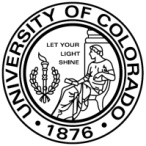 UNIVERSITY OF COLORADO
LET YOUR
LIGHT
SHINE
• 1876 •